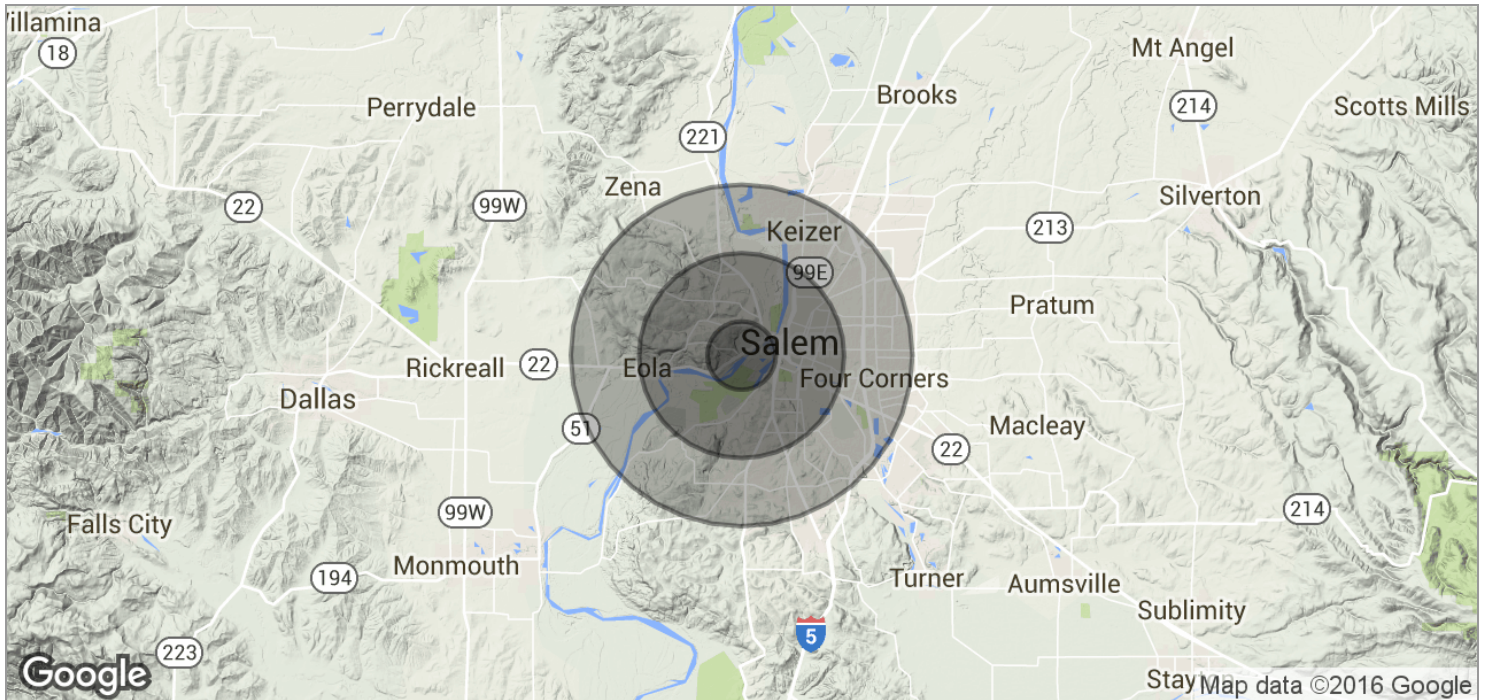 illamina
18
Mt Angel
Brooks
Perrydale
214
Scotts Mills
221
Zena
22
99W
Silverton
Keizer
213
99E
Pratum
Salem
Rickreall
22
Eola
Four Corners
Dallas
51
Macleay
22
Falls City
99W
214
Monmouth
194
Turner
Aumsville
Sublimity
5
223
Google
Map data ©2016 Google